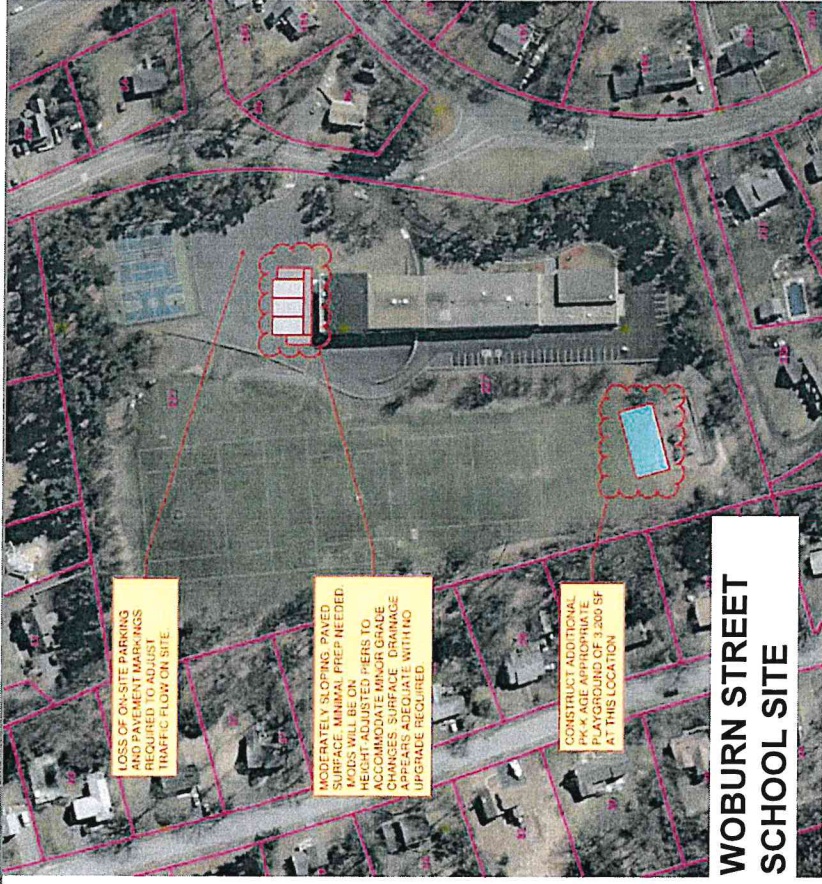 LOSS OF ON-SITE PARKING
AND PAVEMENT MARKINGS
REQUIRED TO ADJUST
TRAFFIC FLOW ON SITE.
MODERATELY SLOPING, PAVED
SURFACE. MINIMAL PREP NEEDED.
MODS WILL BE ON
HEIGHT-ADJUSTED PIERS TO
ACCOMMODATE MICRO GRADE
CHANGES. SURFACE DRAINAGE
APPEARS ADEQUATE WITH NO
UPGRADE REQUIRED.
CONSTRUCT ADDITIONAL
PK-K AGE APPROPRIATE
PLAYGROUND OF 3,200 SF
AT THIS LOCATION
WOBURN STREET
SCHOOL SITE
227